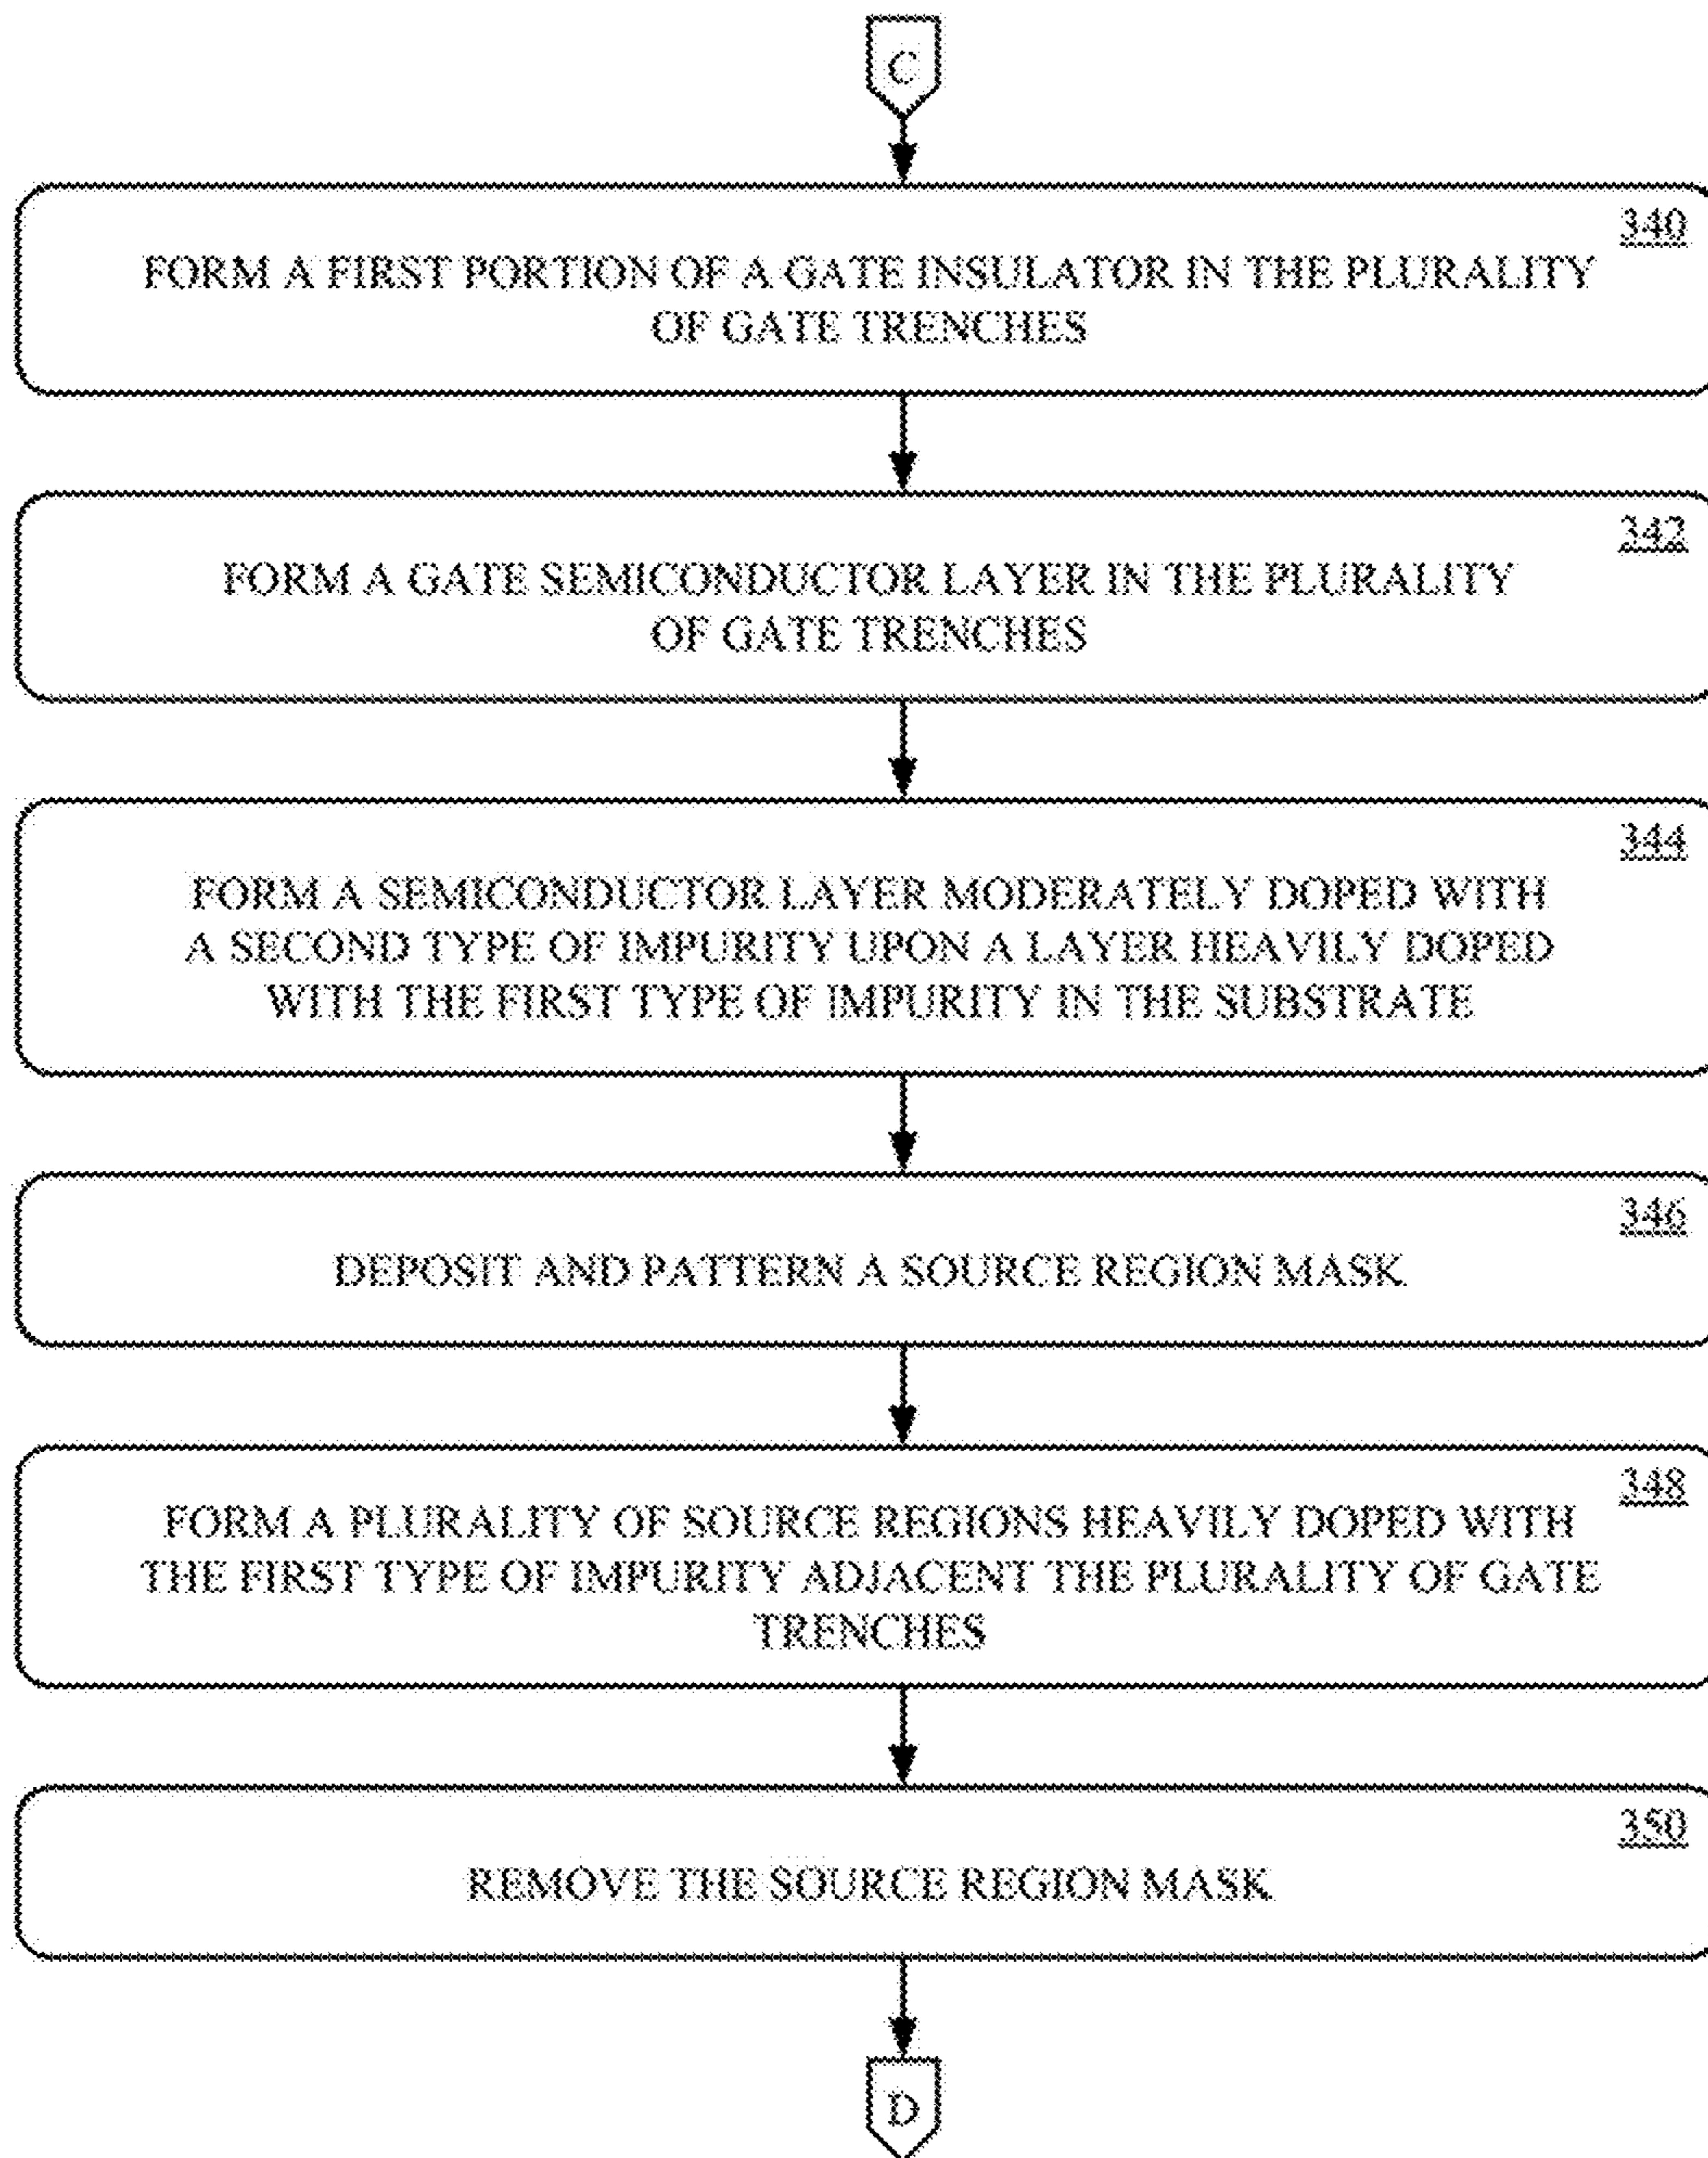 C
340
FORM A FIRST PORTION OF A GATE INSULATOR IN THE PLURALITY
OF GATE TRENCHES
342
FORM A GATE SEMICONDUCTOR LAYER IN THE PLURALITY
OF GATE TRENCHES
344
FORM A SEMICONDUCTOR LAYER MODERATELY DOPED WITH
A SECOND TYPE OF IMPURITY UPON A LAYER HEAVILY DOPED
WITH THE FIRST TYPE OF IMPURITY IN THE SUBSTRATE
346
DEPOSIT AND PATTERN A SOURCE REGION MASK
348
FORM A PLURALITY OF SOURCE REGIONS HEAVILY DOPED WITH
THE FIRST TYPE OF IMPURITY ADJACENT THE PLURALITY OF GATE
TRENCHES
350
REMOVE THE SOURCE REGION MASK
D